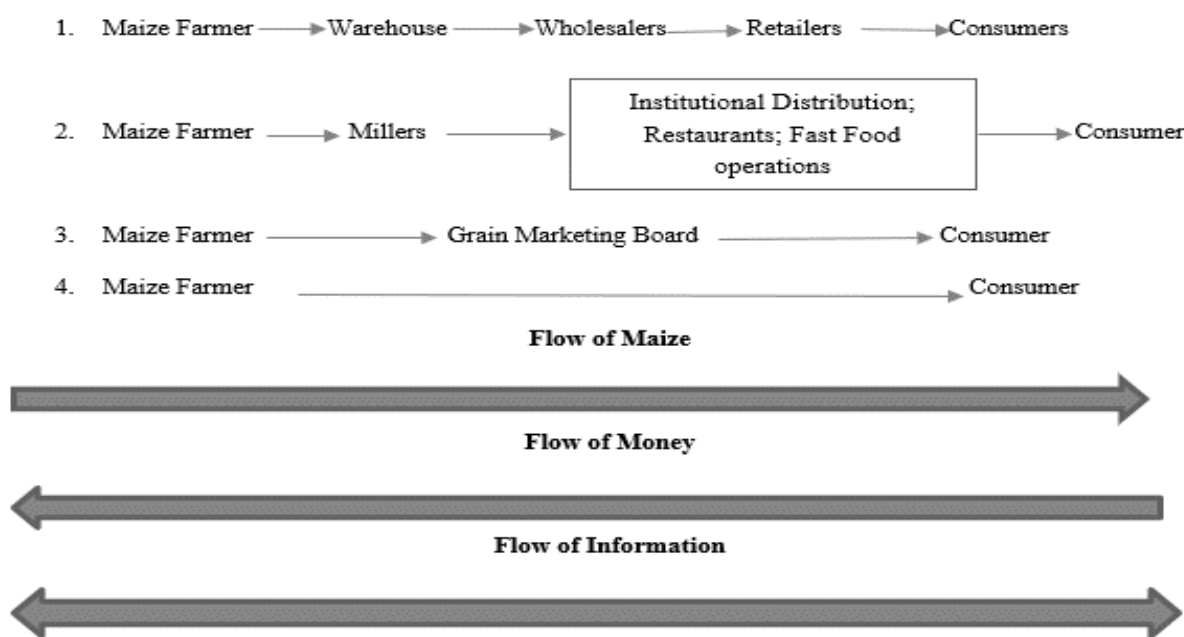 1. Maize Farmer Warehouse Wholesalers Retailers Consumers
2. Maize Farmer Millers Institutional Distribution; Restaurants; Fast Food operations Consumer
3. Maize Farmer Grain Marketing Board Consumer
4. Maize Farmer Consumer
Flow of Maize
Flow of Money
Flow of Information